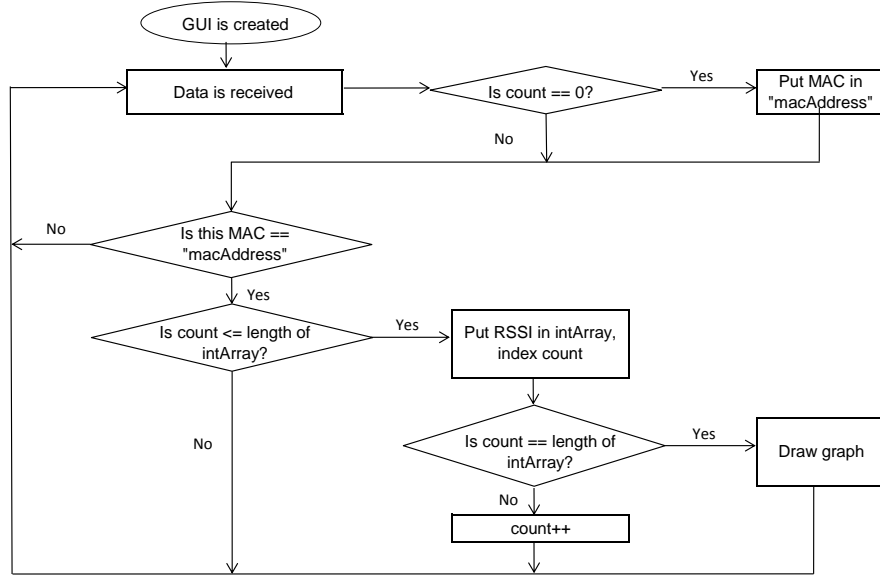 GUI is created
Data is received
Is count == 0?
Yes
Put MAC in
"macAddress"
No
Is this MAC ==
"macAddress"
No
Yes
Is count <= length of
intArray?
Yes
Put RSSI in intArray,
index count
No
Is count == length of
intArray?
Yes
Draw graph
No
count++